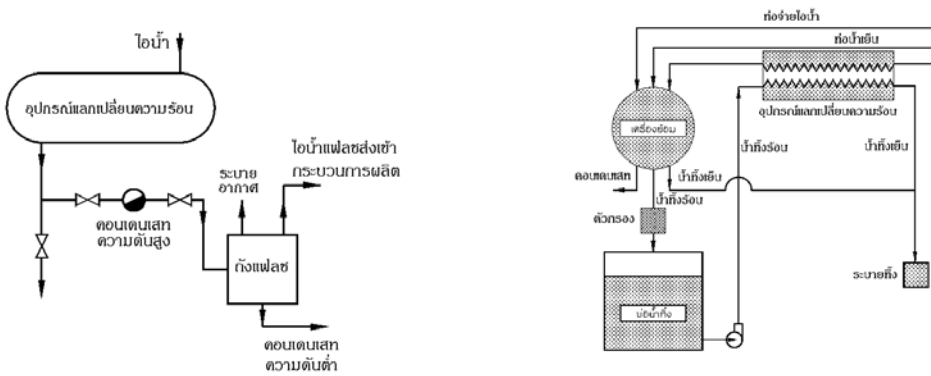 ไอน้ำ
อุปกรณ์แลกเปลี่ยนความร้อน
คอนเดนเสท
ความดันสูง
ระบาย
อากาศ
ไอน้ำแฟลชส่งเข้า
กระบวนการผลิต
ถังแฟลช
คอนเดนเสท
ความดันต่ำ
ท่อจ่ายไอน้ำ
ท่อน้ำเย็น
อุปกรณ์แลกเปลี่ยนความร้อน
เครื่องย้อม
น้ำทิ้งร้อน
น้ำทิ้งเย็น
คอนเดนเสท
น้ำทิ้งเย็น
น้ำทิ้งร้อน
ตัวกรอง
ระบายทิ้ง
บ่อน้ำทิ้ง